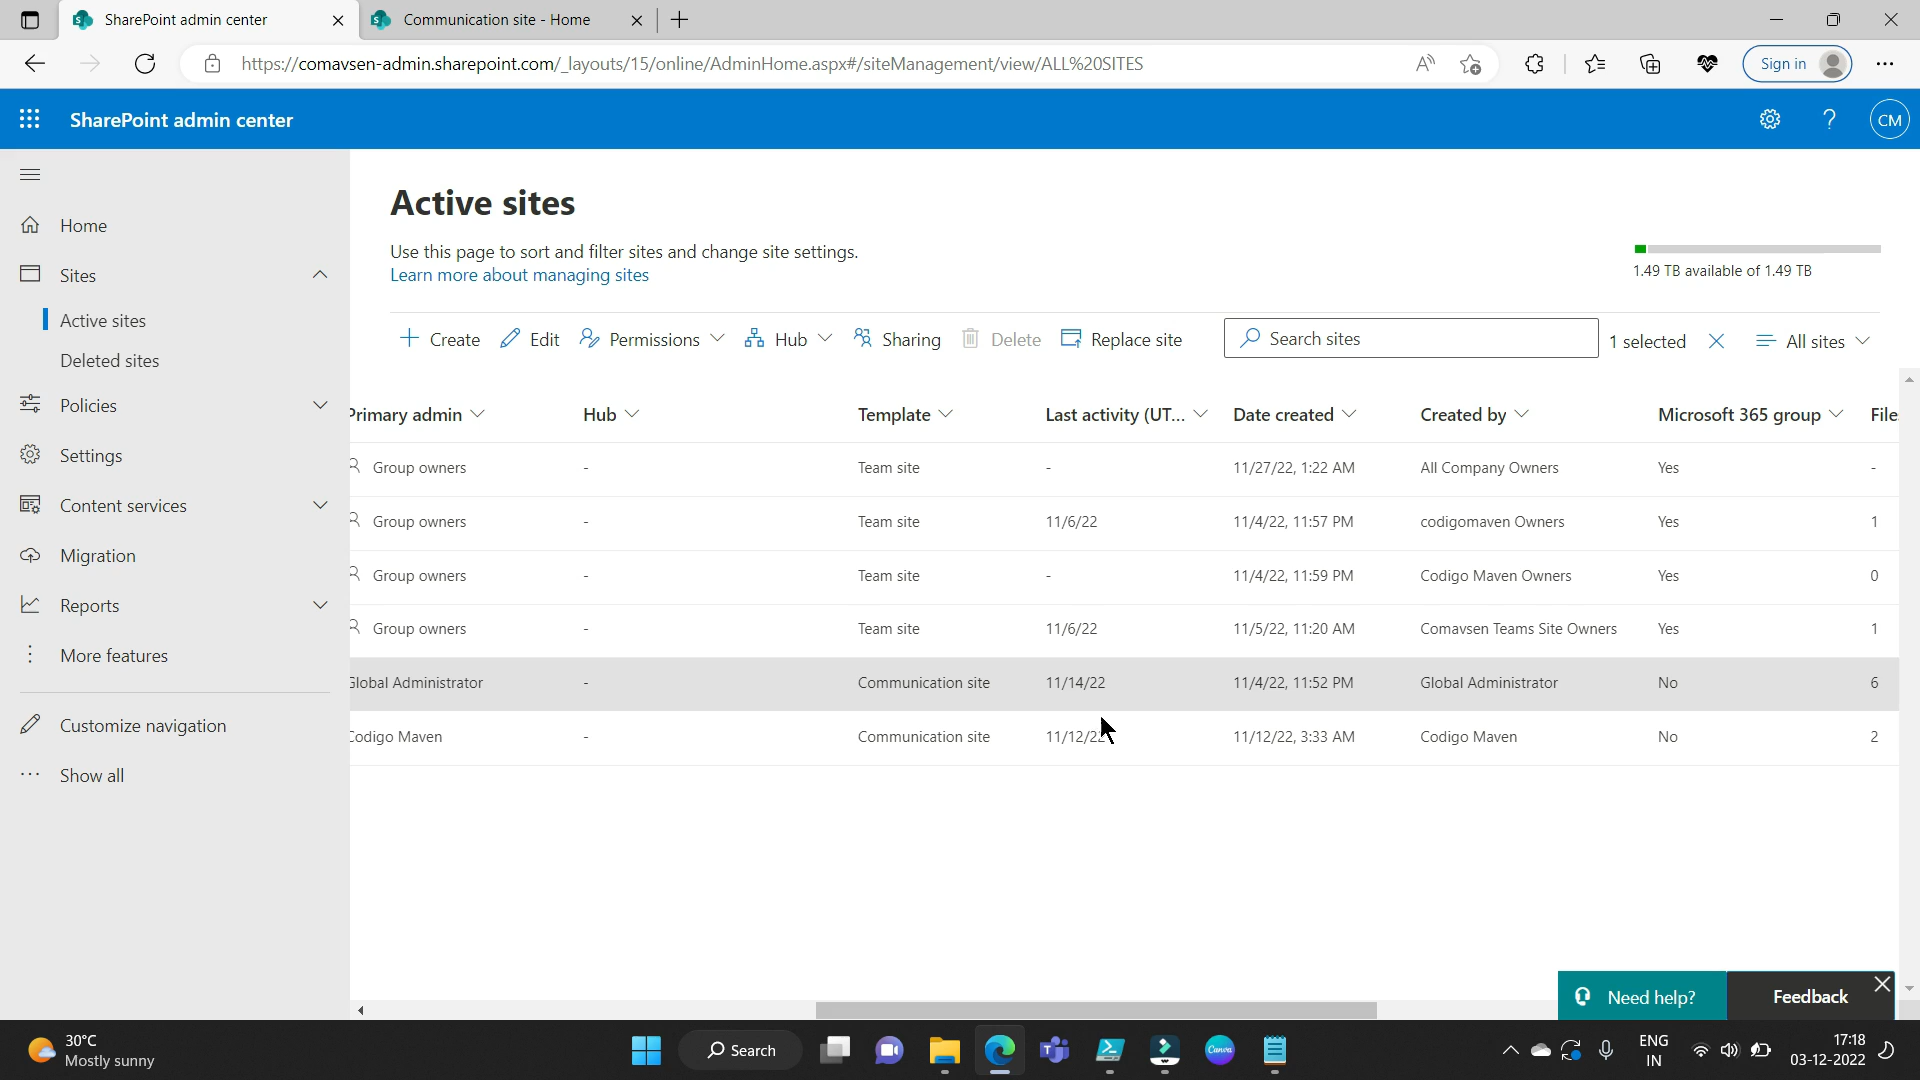 SharePoint admin center
Communication site - Home
https://comavsen-admin.sharepoint.com/_layouts/15/online/AdminHome.aspx#/siteManagement/view/ALL%20SITES
Sign in
SharePoint admin center
CM
Home
Sites
Active sites
Deleted sites
Policies
Settings
Content services
Migration
Reports
More features
Customize navigation
Show all
Active sites
Use this page to sort and filter sites and change site settings.
Learn more about managing sites
1.49 TB available of 1.49 TB
Create Edit Permissions Hub Sharing Delete Replace site Search sites 1 selected All sites
Primary admin Hub Template Last activity (UT... Date created Created by Microsoft 365 group File
Group owners - Team site - 11/27/22, 1:22 AM All Company Owners Yes -
Group owners - Team site 11/6/22 11/4/22, 11:57 PM codigomaven Owners Yes 1
Group owners - Team site - 11/4/22, 11:59 PM Codigo Maven Owners Yes 0
Group owners - Team site 11/6/22 11/5/22, 11:20 AM Comavsen Teams Site Owners Yes 1
Global Administrator - Communication site 11/14/22 11/4/22, 11:52 PM Global Administrator No 6
Codigo Maven - Communication site 11/12/22 11/12/22, 3:33 AM Codigo Maven No 2
Need help?
Feedback
30°C
Mostly sunny
Search
Canva
ENG
IN
17:18
03-12-2022